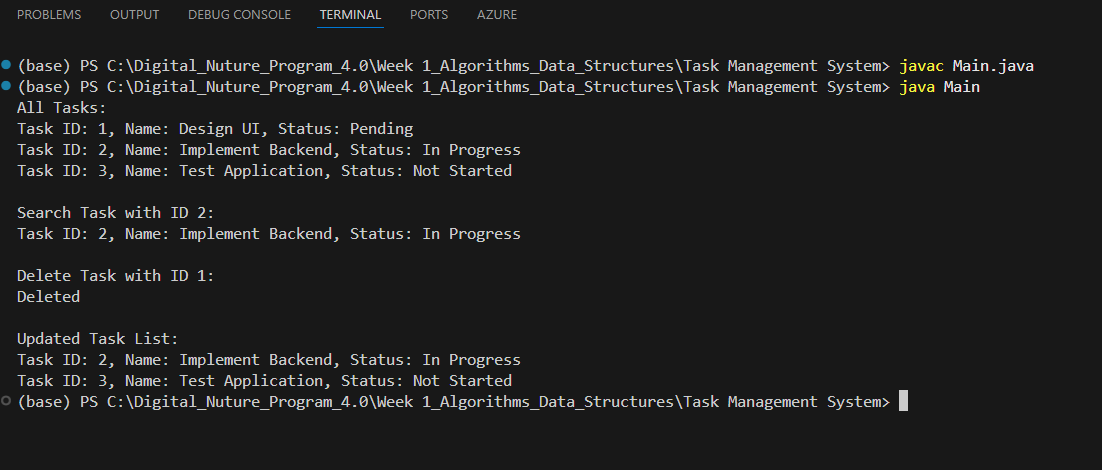 PROBLEMS OUTPUT DEBUG CONSOLE TERMINAL PORTS AZURE
(base) PS C:\Digital_Nuture_Program_4.0\Week 1_Algorithms_Data_Structures\Task Management System> javac Main.java
(base) PS C:\Digital_Nuture_Program_4.0\Week 1_Algorithms_Data_Structures\Task Management System> java Main
All Tasks:
Task ID: 1, Name: Design UI, Status: Pending
Task ID: 2, Name: Implement Backend, Status: In Progress
Task ID: 3, Name: Test Application, Status: Not Started
Search Task with ID 2:
Task ID: 2, Name: Implement Backend, Status: In Progress
Delete Task with ID 1:
Deleted
Updated Task List:
Task ID: 2, Name: Implement Backend, Status: In Progress
Task ID: 3, Name: Test Application, Status: Not Started
(base) PS C:\Digital_Nuture_Program_4.0\Week 1_Algorithms_Data_Structures\Task Management System>